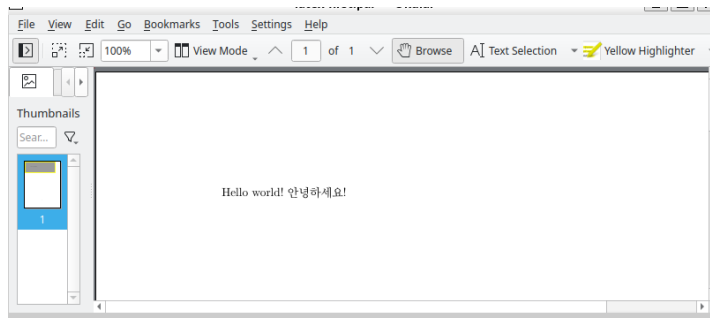 File View Edit Go Bookmarks Tools Settings Help
100% View Mode 1 of 1 Browse Text Selection Yellow Highlighter
Thumbnails
Sear...
Hello world! 안녕하세요!
1